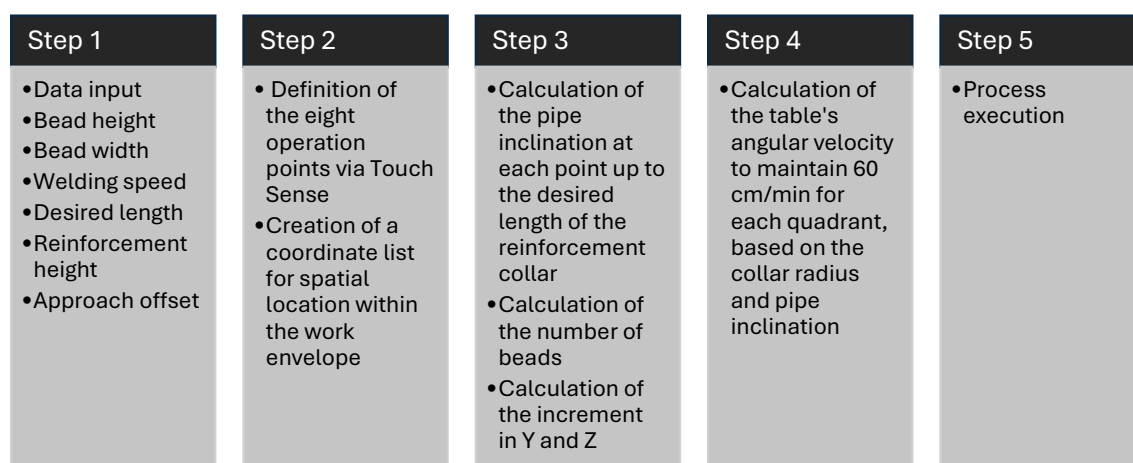 Step 1
•Data input
•Bead height
•Bead width
•Welding speed
•Desired length
•Reinforcement
height
•Approach offset
Step 2
• Definition of
the eight
operation
points via Touch
Sense
•Creation of a
coordinate list
for spatial
location within
the work
envelope
Step 3
•Calculation of
the pipe
inclination at
each point up to
the desired
length of the
reinforcement
collar
•Calculation of
the number of
beads
•Calculation of
the increment
in Y and Z
Step 4
•Calculation of
the table's
angular velocity
to maintain 60
cm/min for
each quadrant,
based on the
collar radius
and pipe
inclination
Step 5
•Process
execution